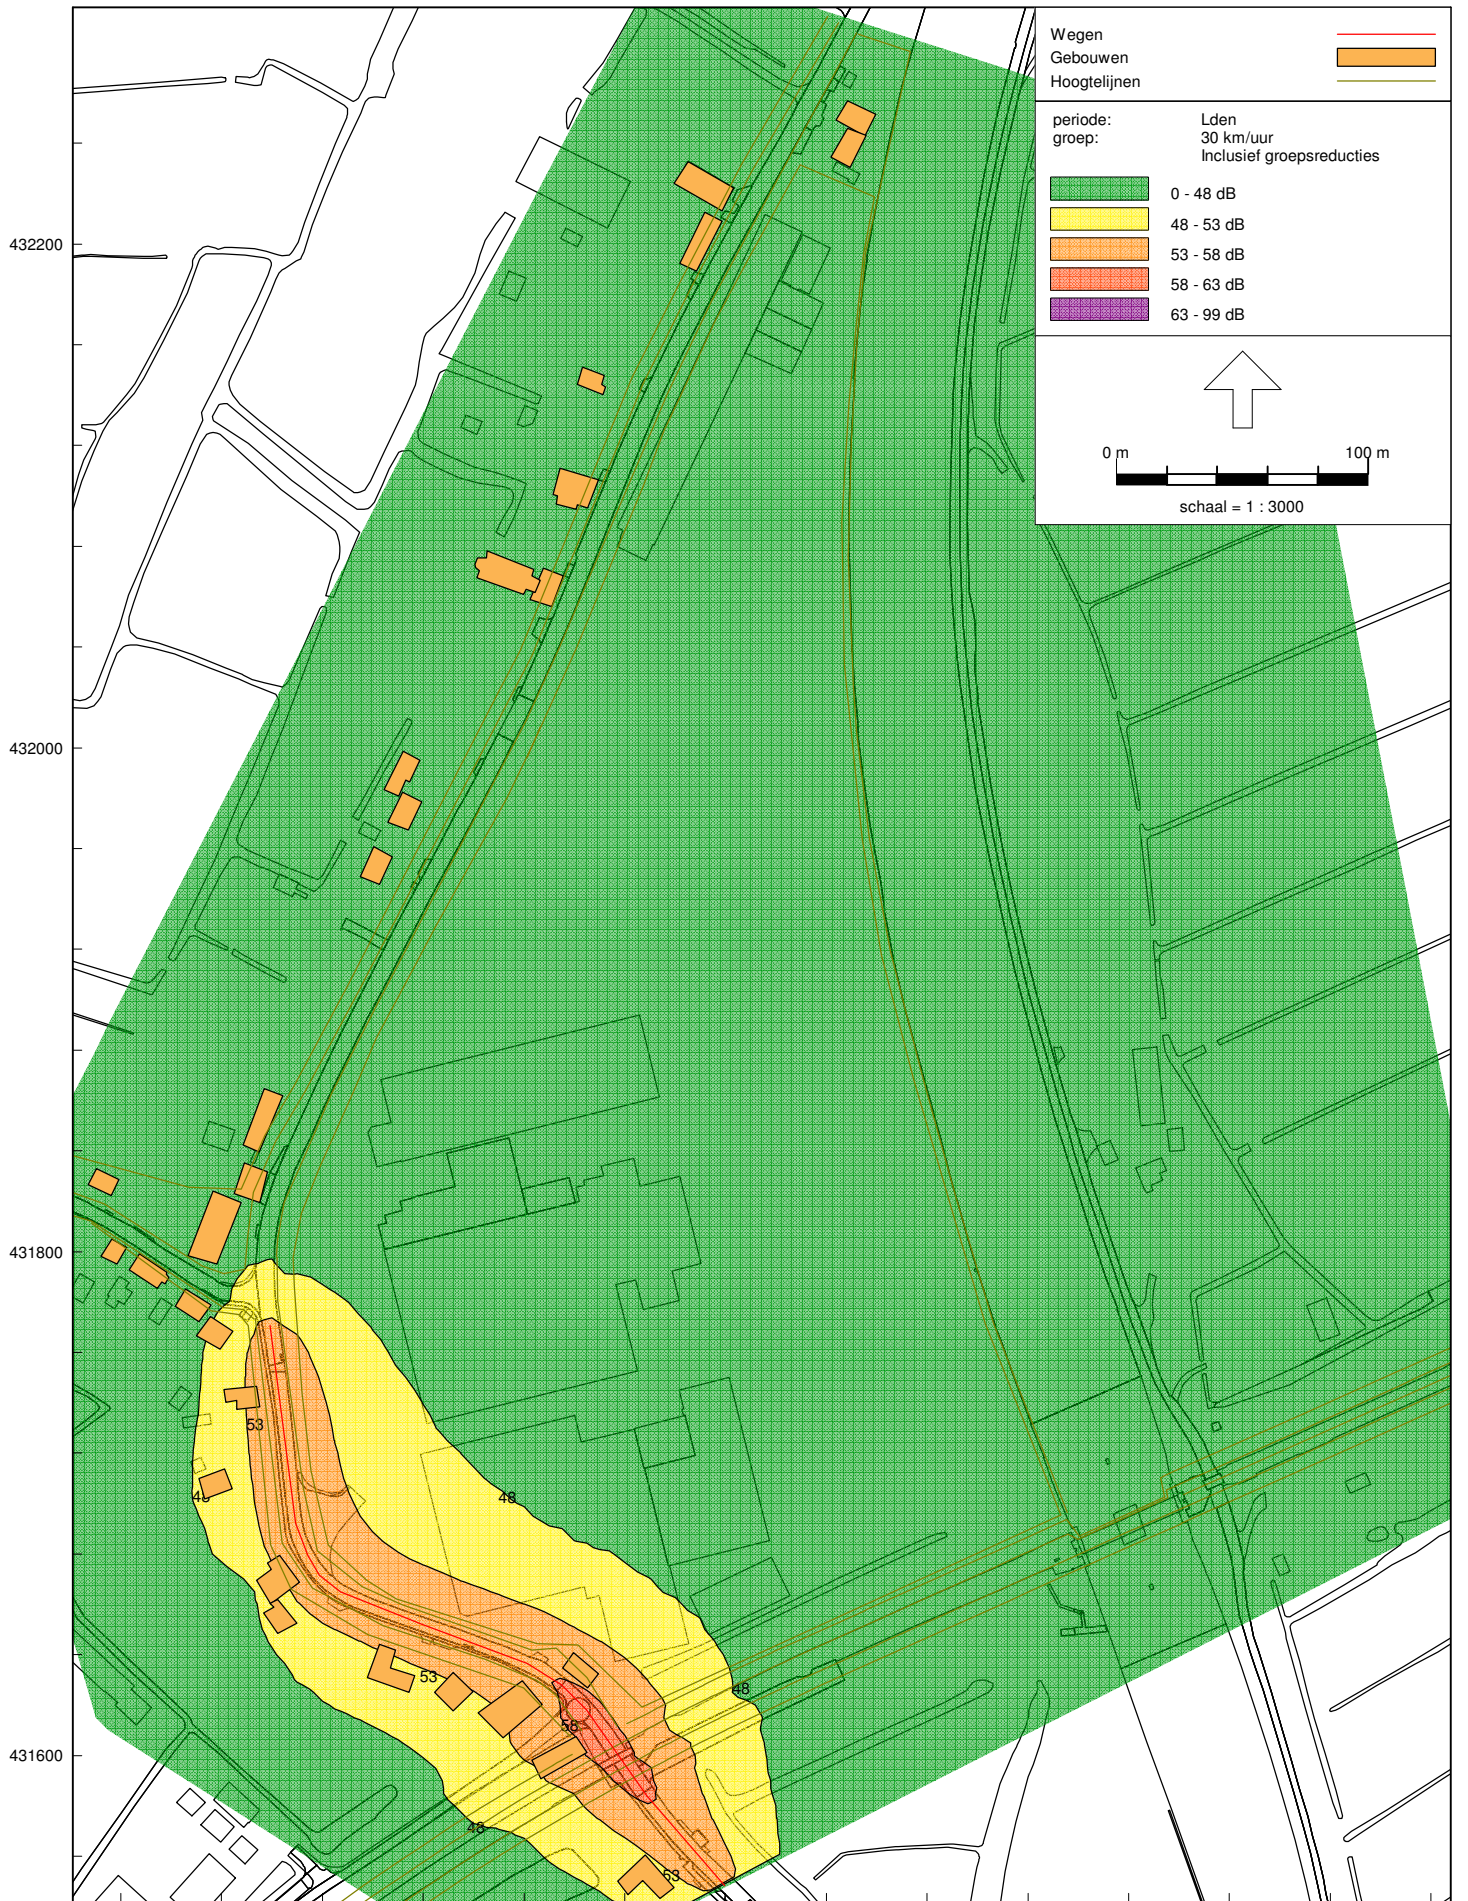 Wegen
Gebouwen
Hoogtelijnen
periode: Lden
groep: 30 km/uur
Inclusief groepsreducties
0 - 48 dB
48 - 53 dB
53 - 58 dB
58 - 63 dB
63 - 99 dB
0 m 100 m
schaal = 1 : 3000
432200
432000
431800
431600
53
48
48
53
48
58
48
53